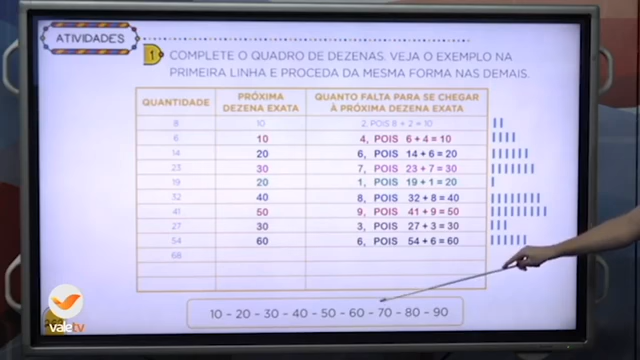 ATIVIDADES
1 COMPLETE O QUADRO DE DEZENAS. VEJA O EXEMPLO NA
PRIMEIRA LINHA E PROCEDA DA MESMA FORMA NAS DEMAIS.
QUANTIDADE PRÓXIMA DEZENA EXATA QUANTO FALTA PARA SE CHEGAR À PRÓXIMA DEZENA EXATA
8 10 2, POIS 8 + 2 = 10
6 10 4, POIS 6 + 4 = 10
14 20 6, POIS 14 + 6 = 20
23 30 7, POIS 23 + 7 = 30
19 20 1, POIS 19 + 1 = 20
32 40 8, POIS 32 + 8 = 40
41 50 9, POIS 41 + 9 = 50
27 30 3, POIS 27 + 3 = 30
54 60 6, POIS 54 + 6 = 60
68
10 – 20 – 30 – 40 – 50 – 60 – 70 – 80 – 90
vale tv